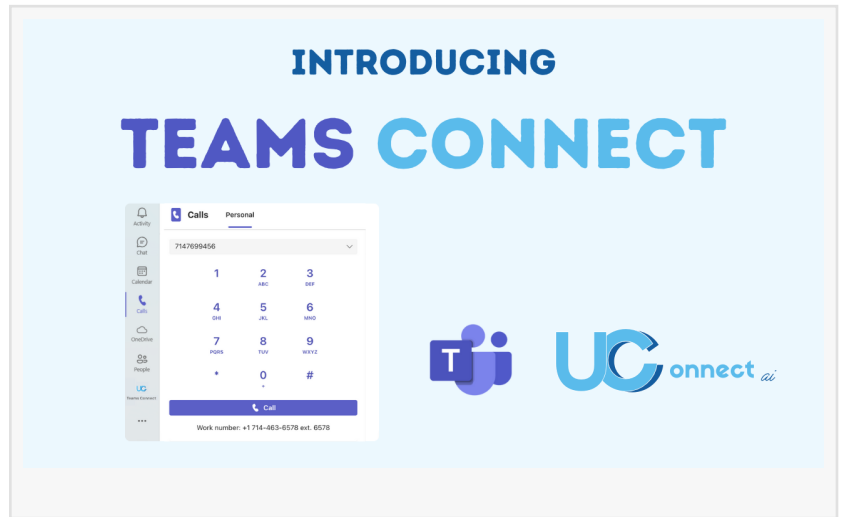 INTRODUCING
TEAMS CONNECT
Activity
Chat
Calendar
Calls
OneDrive
People
UC
Teams Connect
Calls Personal
7147699456
1 2 3
ABC DEF
4 5 6
GHI JKL MNO
7 8 9
PQRS TUV WXYZ
* 0 #
+
Call
Work number: +1 714-463-6578 ext. 6578
T
UConnect ai